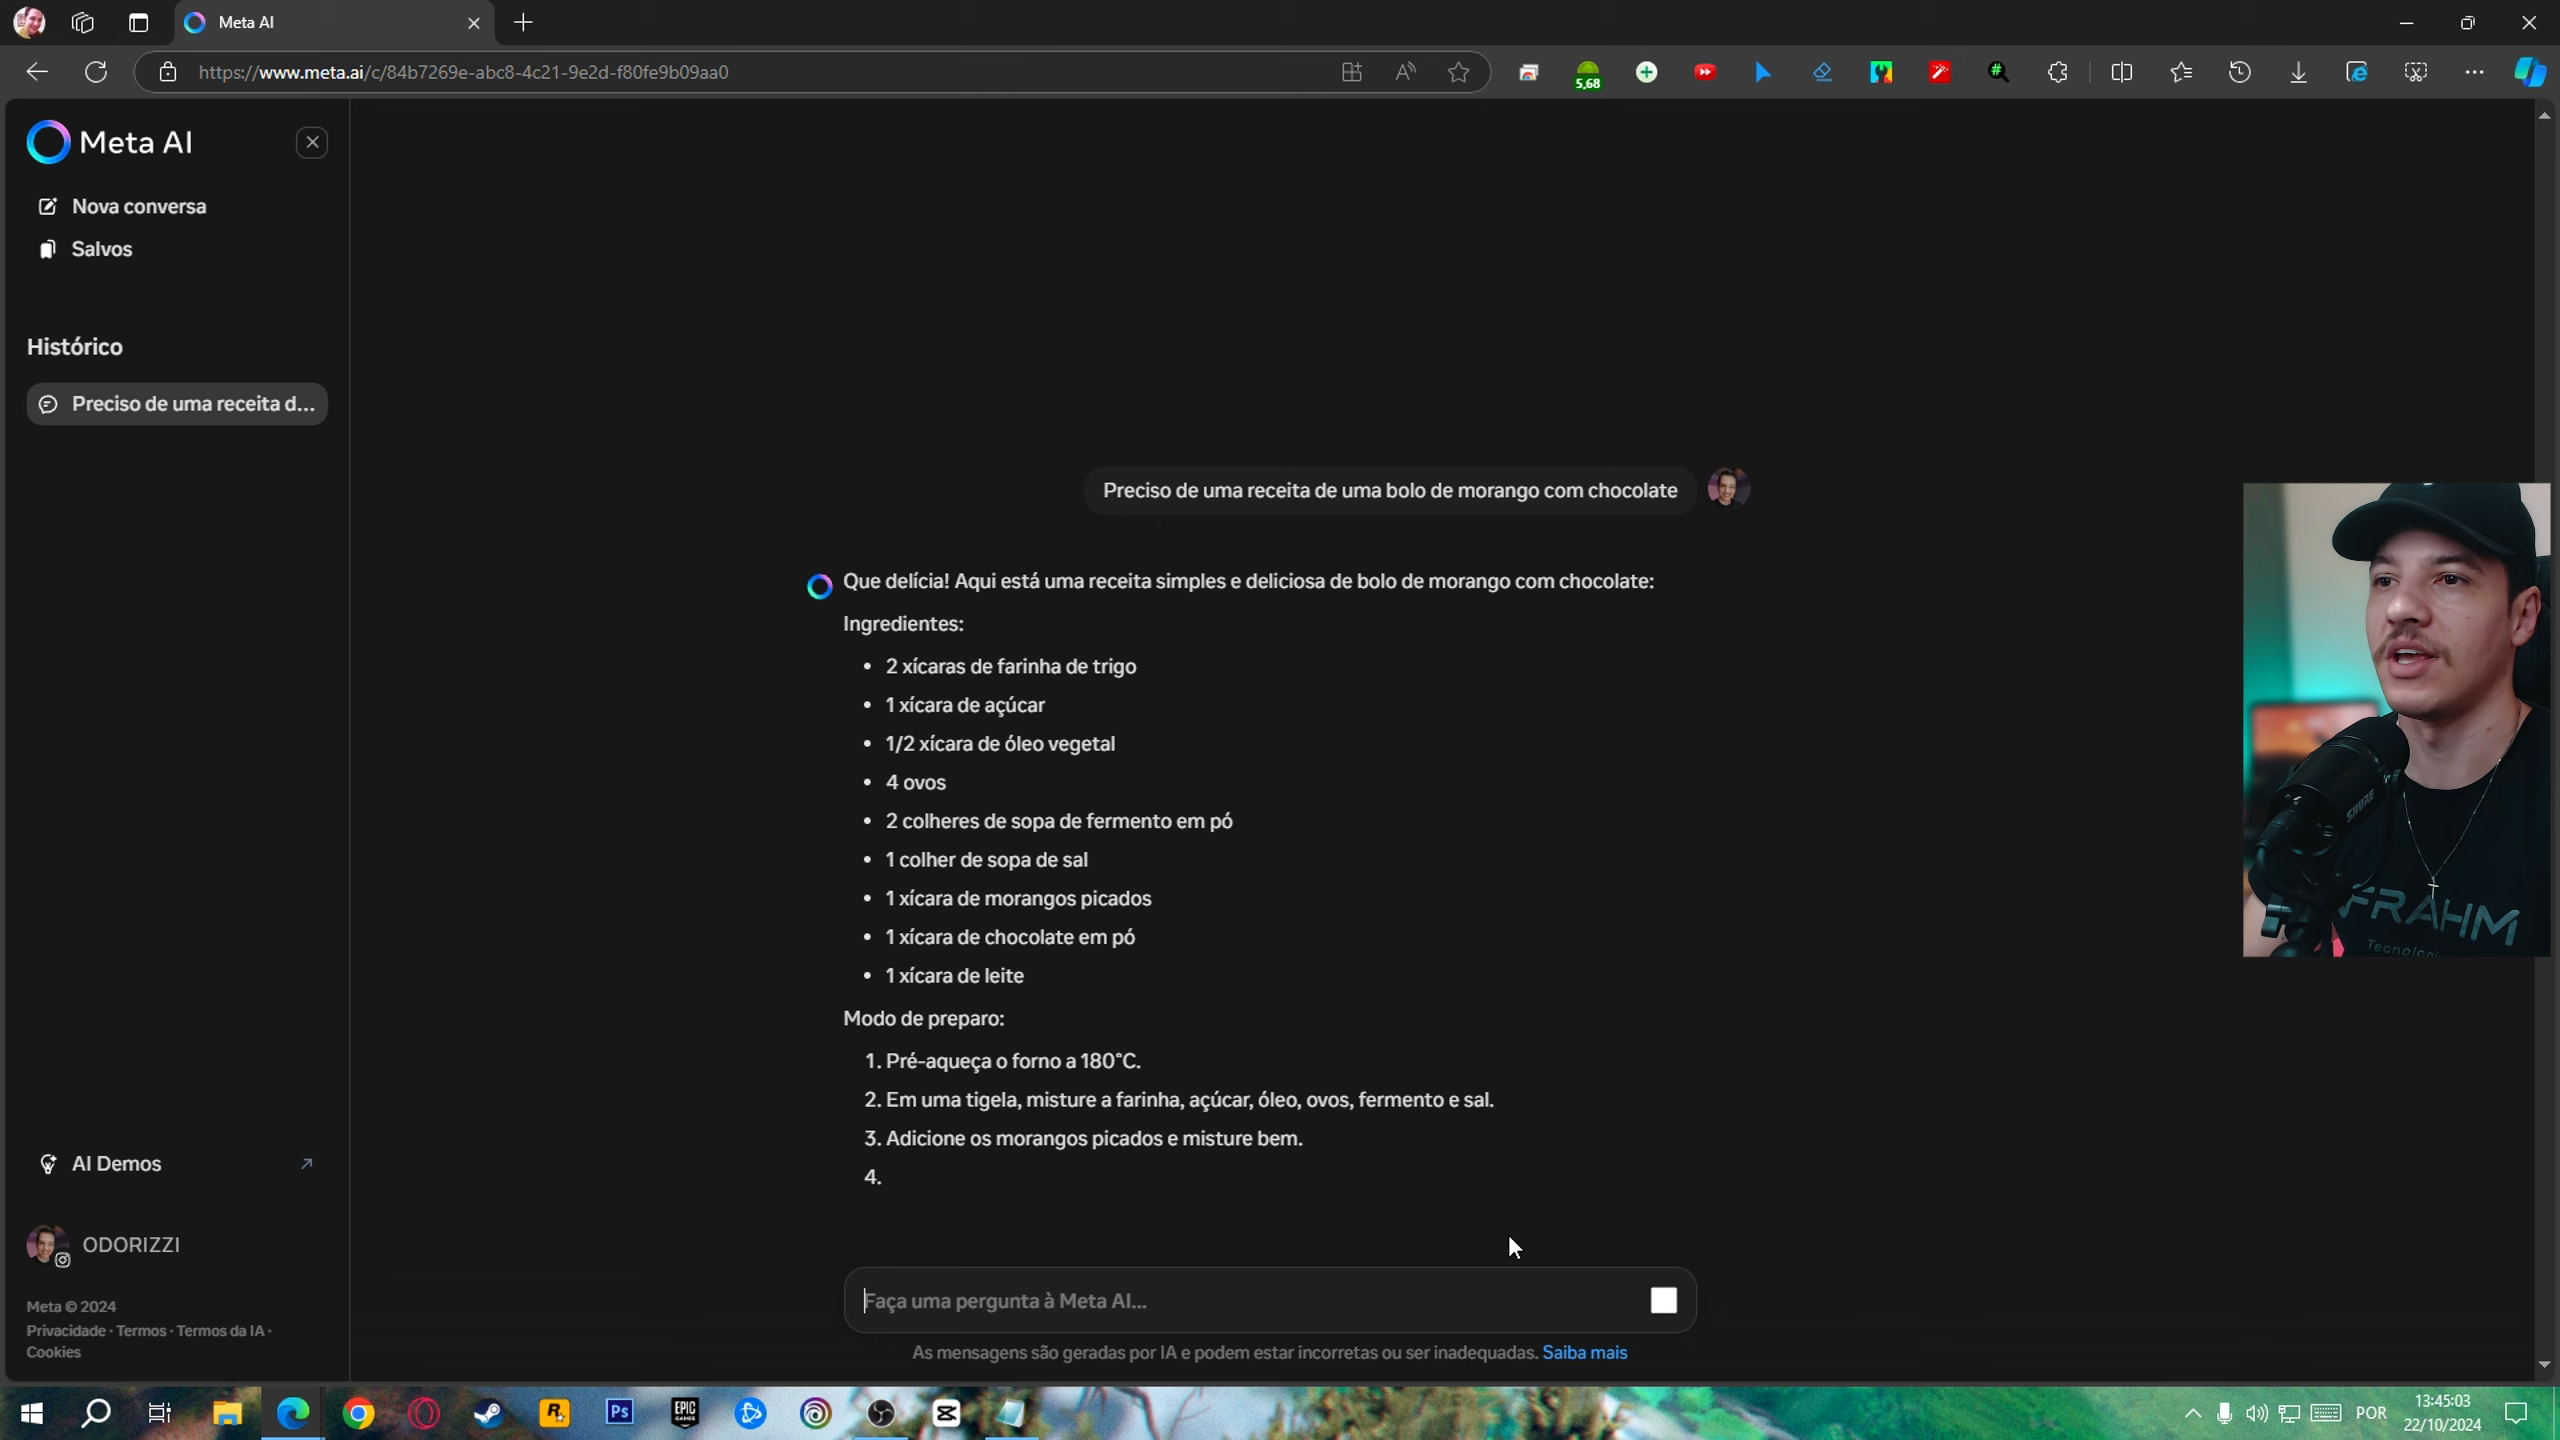 Meta AI
https://www.meta.ai/c/84b7269e-abc8-4c21-9e2d-f80fe9b09aa0
5,68
Meta AI
Nova conversa
Salvos
Histórico
Preciso de uma receita d...
Preciso de uma receita de uma bolo de morango com chocolate
Que delícia! Aqui está uma receita simples e deliciosa de bolo de morango com chocolate:
Ingredientes:
• 2 xícaras de farinha de trigo
• 1 xícara de açúcar
• 1/2 xícara de óleo vegetal
• 4 ovos
• 2 colheres de sopa de fermento em pó
• 1 colher de sopa de sal
• 1 xícara de morangos picados
• 1 xícara de chocolate em pó
• 1 xícara de leite
Modo de preparo:
1. Pré-aqueça o forno a 180°C.
2. Em uma tigela, misture a farinha, açúcar, óleo, ovos, fermento e sal.
3. Adicione os morangos picados e misture bem.
4.
SHURE
FRAHM
AI Demos
ODORIZZI
Meta © 2024
Privacidade · Termos · Termos da IA ·
Cookies
Faça uma pergunta à Meta AI...
As mensagens são geradas por IA e podem estar incorretas ou ser inadequadas. Saiba mais
Ps
EPIC
GAMES
POR
13:45:03
22/10/2024